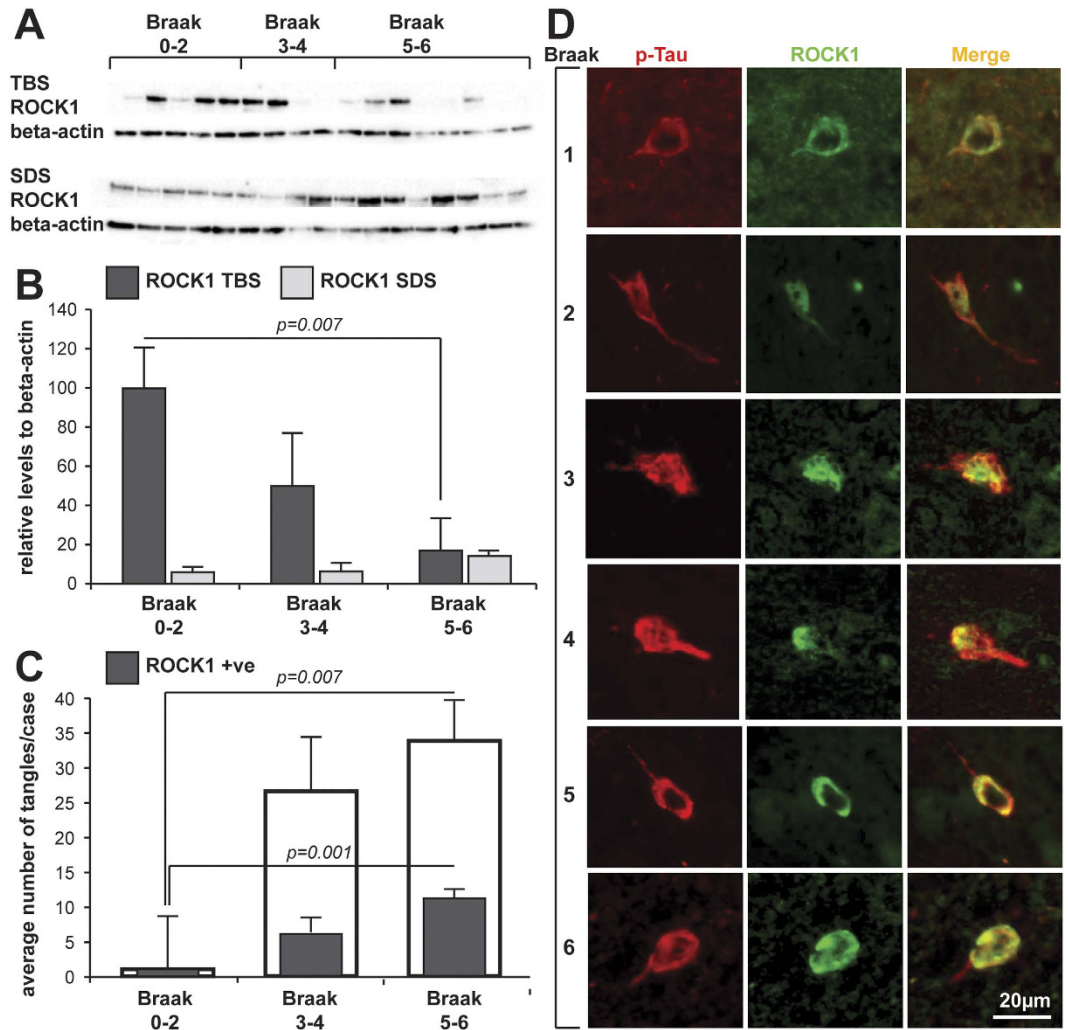 A
Braak 0-2
Braak 3-4
Braak 5-6
TBS
ROCK1
beta-actin
SDS
ROCK1
beta-actin
B
ROCK1 TBS
ROCK1 SDS
relative levels to beta-actin
140
120
100
80
60
40
20
0
p=0.007
Braak 0-2
Braak 3-4
Braak 5-6
C
ROCK1 +ve
average number of tangles/case
40
35
30
25
20
15
10
5
0
p=0.007
p=0.001
Braak 0-2
Braak 3-4
Braak 5-6
D
Braak p-Tau ROCK1 Merge
1
2
3
4
5
6
20µm